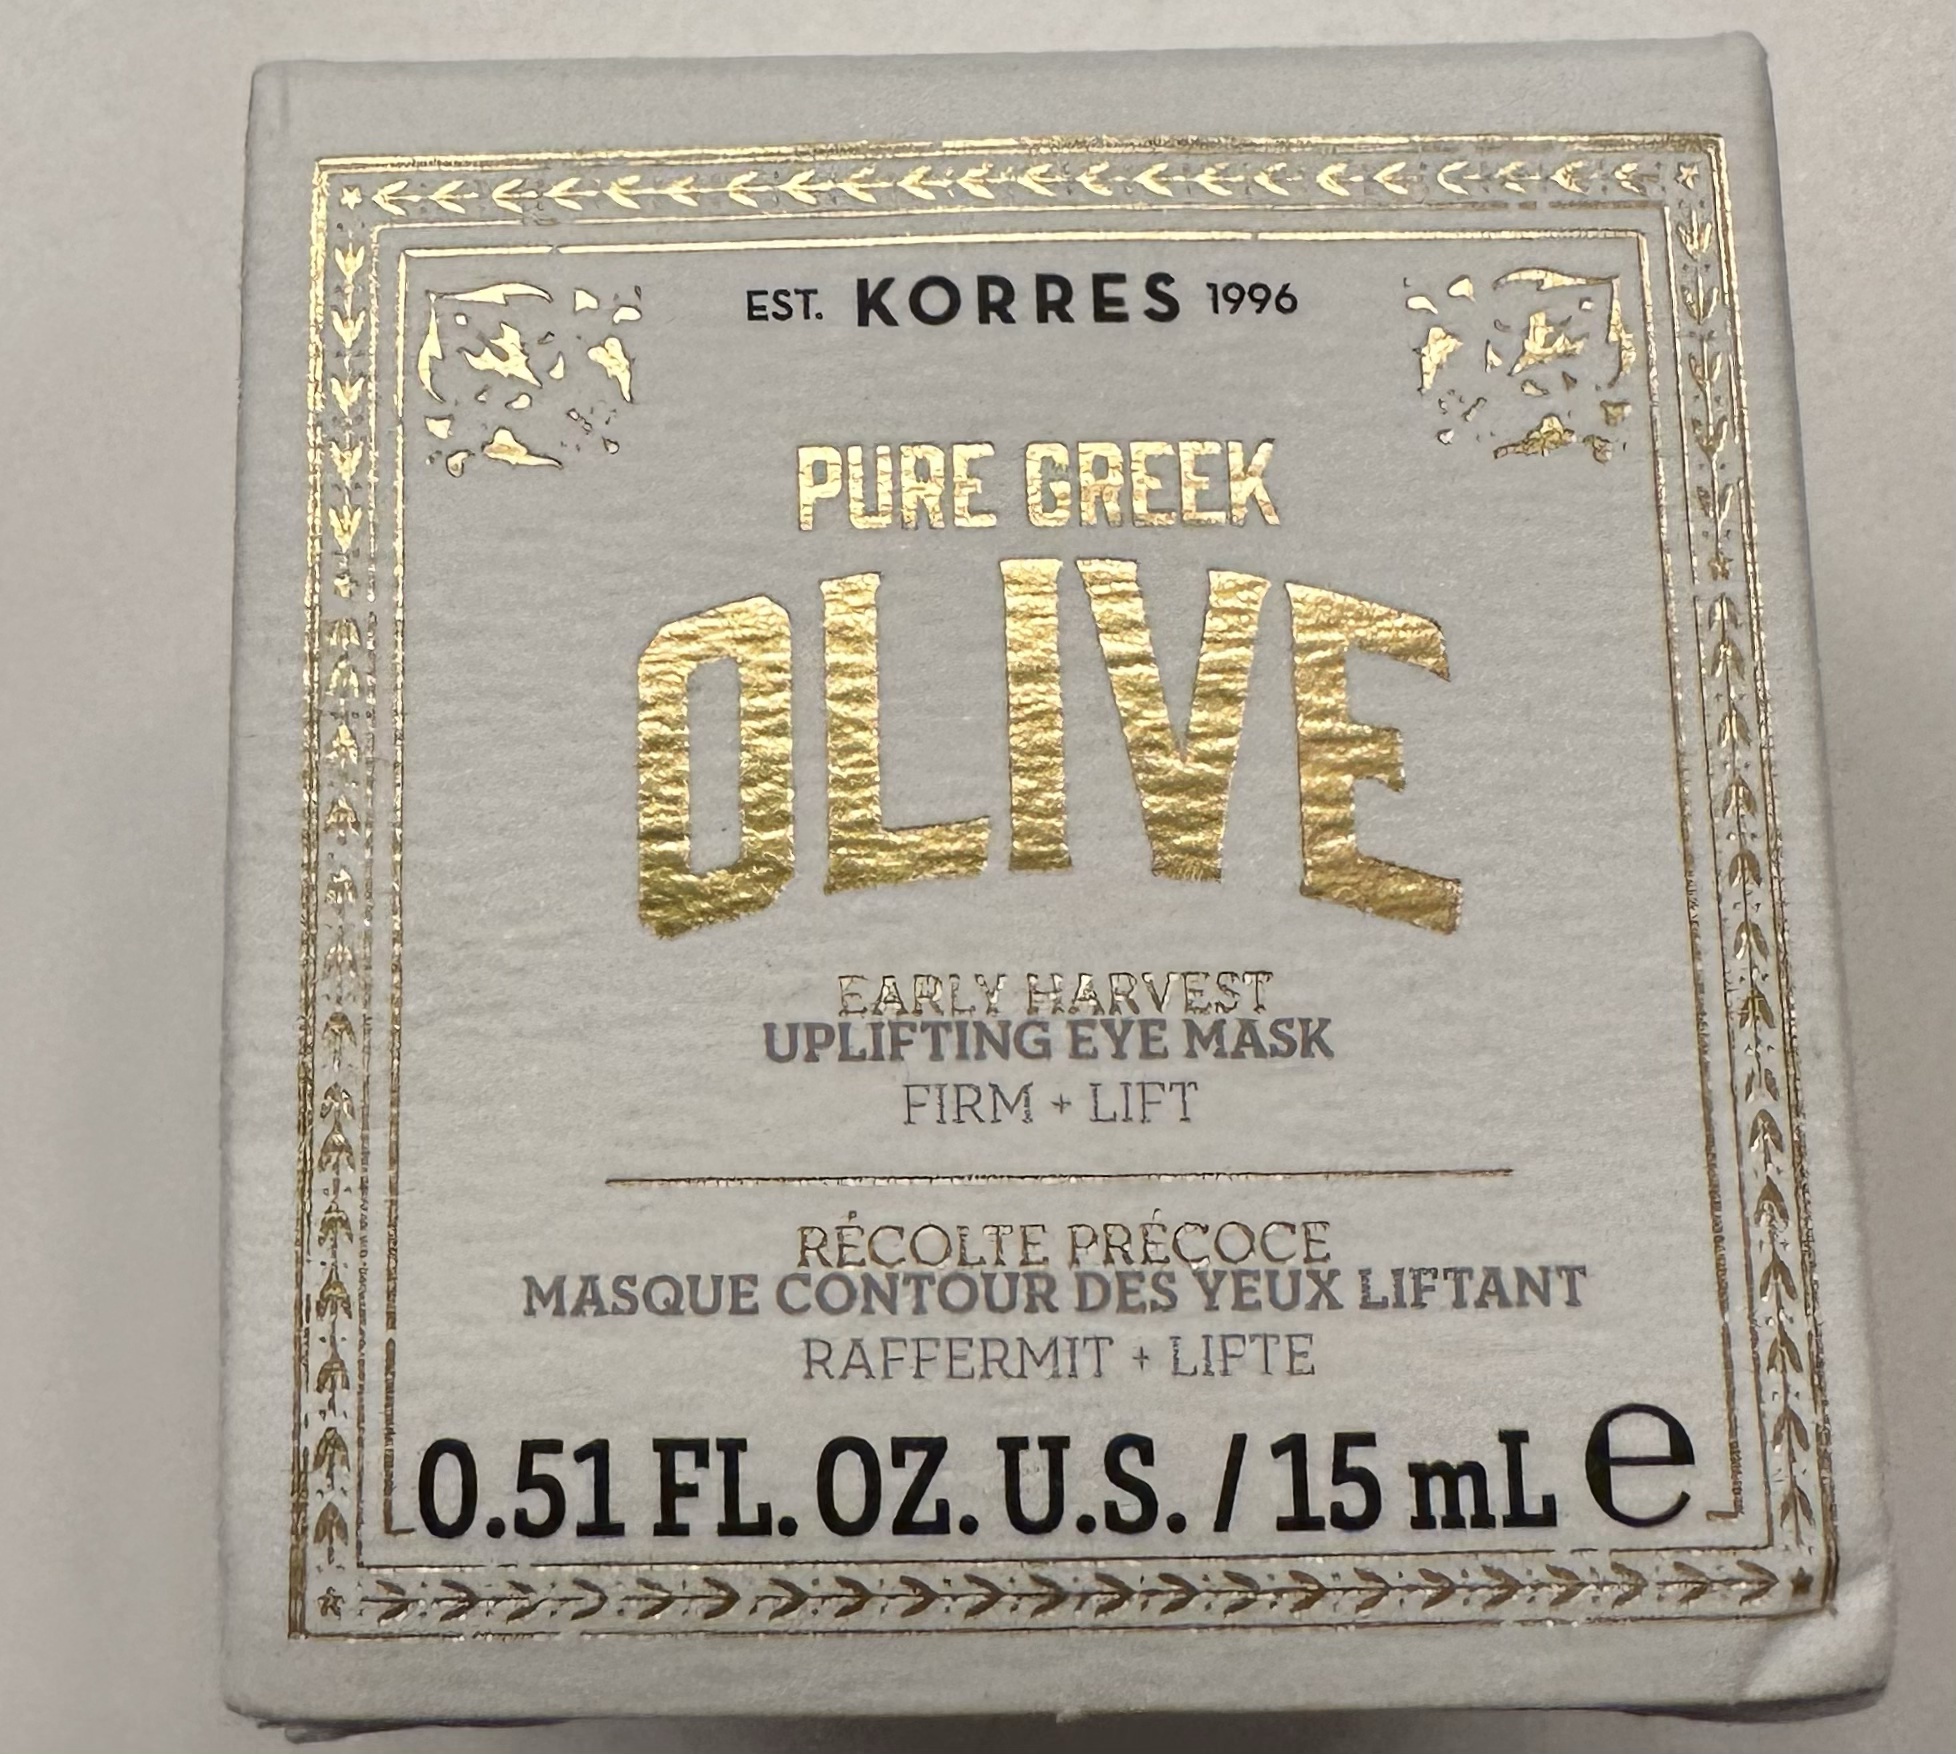 EST. KORRES 1996
PURE GREEK
OLIVE
EARLY HARVEST
UPLIFTING EYE MASK
FIRM + LIFT
RÉCOLTE PRÉCOCE
MASQUE CONTOUR DES YEUX LIFTANT
RAFFERMIT + LIFTE
0.51 FL. OZ. U.S. / 15 mL ℮